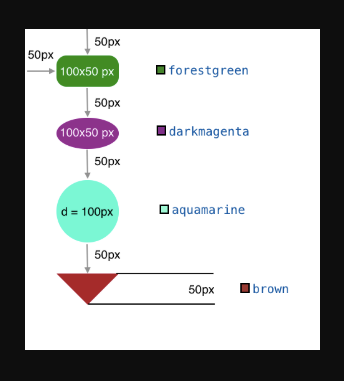 50px
50px
100x50 px
forestgreen
50px
100x50 px
darkmagenta
50px
d = 100px
aquamarine
50px
50px
brown